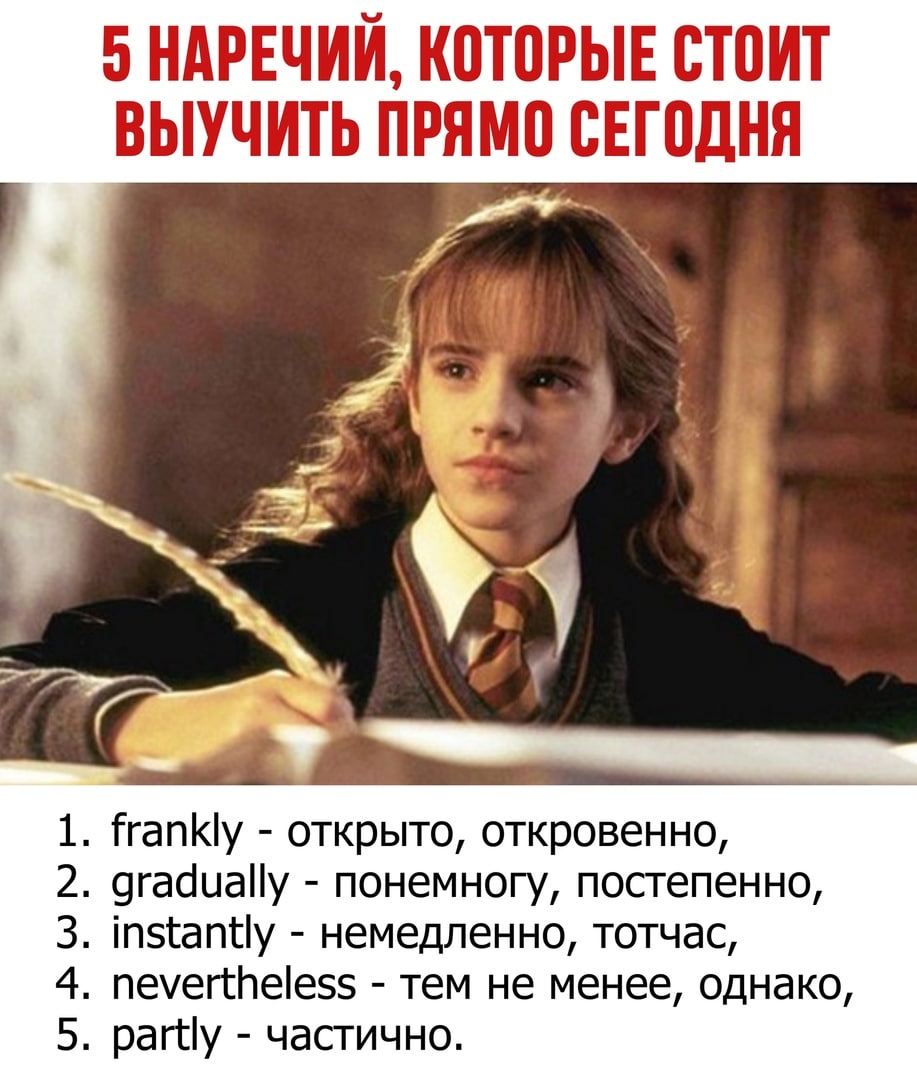 5 НАРЕЧИЙ, КОТОРЫЕ СТОИТ
ВЫУЧИТЬ ПРЯМО СЕГОДНЯ
1. frankly - открыто, откровенно,
2. gradually - понемногу, постепенно,
3. instantly - немедленно, тотчас,
4. nevertheless - тем не менее, однако,
5. partly - частично.